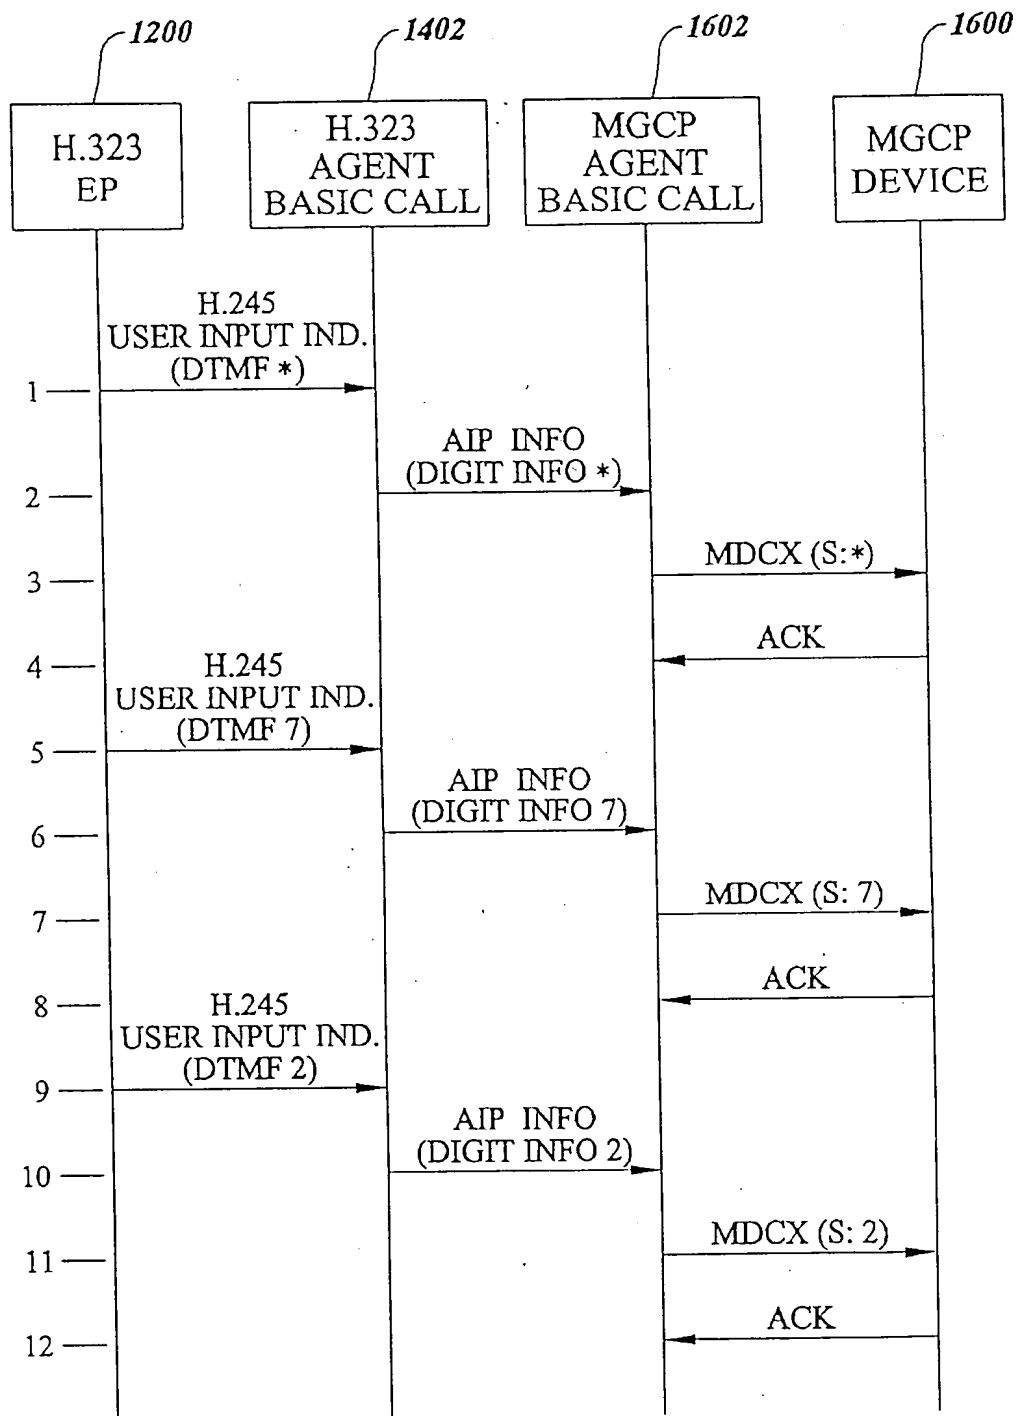 1200
1402
1602
1600
H.323
EP
H.323
AGENT
BASIC CALL
MGCP
AGENT
BASIC CALL
MGCP
DEVICE
H.245
USER INPUT IND.
(DTMF *)
1
AIP INFO
(DIGIT INFO *)
2
MDCX (S:*)
3
ACK
4
H.245
USER INPUT IND.
(DTMF 7)
5
AIP INFO
(DIGIT INFO 7)
6
MDCX (S: 7)
7
ACK
8
H.245
USER INPUT IND.
(DTMF 2)
9
AIP INFO
(DIGIT INFO 2)
10
MDCX (S: 2)
11
ACK
12